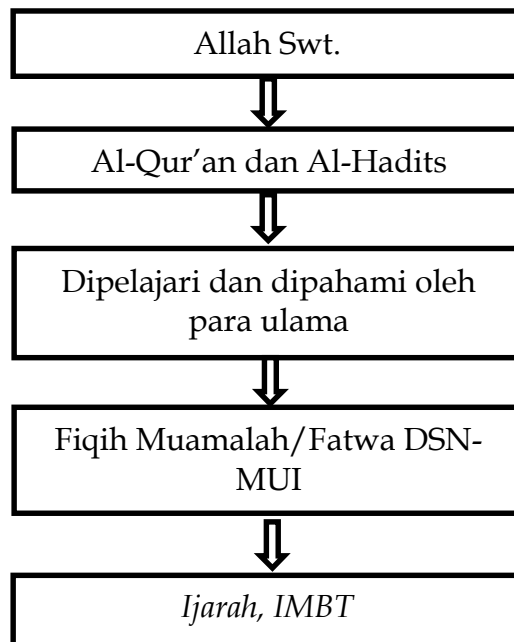 Allah Swt.
Al-Qur’an dan Al-Hadits
Dipelajari dan dipahami oleh
para ulama
Fiqih Muamalah/Fatwa DSN-
MUI
Ijarah, IMBT